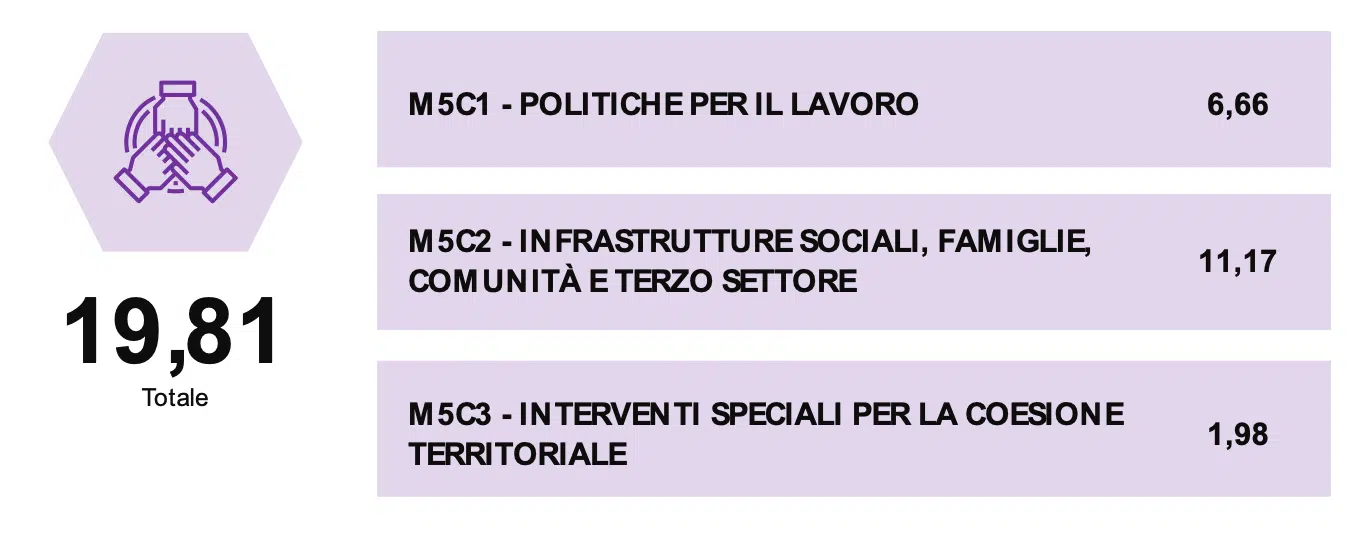 19,81
Totale
M5C1 - POLITICHE PER IL LAVORO
6,66
M5C2 - INFRASTRUTTURE SOCIALI, FAMIGLIE,
COMUNITÀ E TERZO SETTORE
11,17
M5C3 - INTERVENTI SPECIALI PER LA COESIONE
TERRITORIALE
1,98